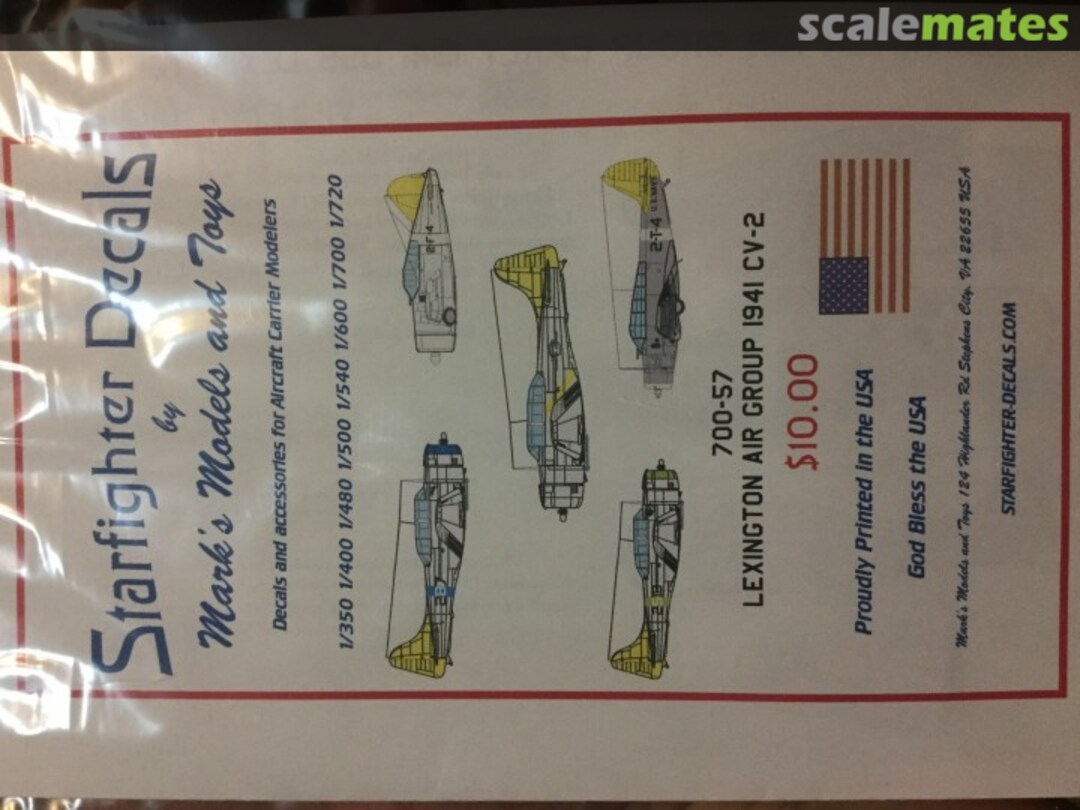 scalemates
Starfighter Decals
by
Mark's Models and Toys
Decals and accessories for Aircraft Carrier Modelers
1/350 1/400 1/480 1/500 1/540 1/600 1/700 1/720
2-T-4
2-T-4
700-57
LEXINGTON AIR GROUP 1941 CV-2
$10.00
Proudly Printed in the USA
God Bless the USA
Mark's Models and Toys 124 Highlander Rd Stephens City, VA 22655 USA
STARFIGHTER-DECALS.COM